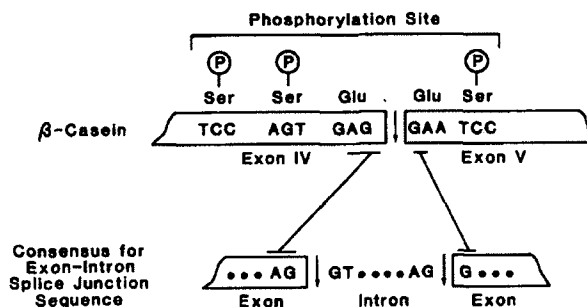 Phosphorylation Site
P P P
Ser Ser Glu Glu Ser
β-Casein TCC AGT GAG GAA TCC
Exon IV Exon V
Consensus for
Exon-Intron
Splice Junction
Sequence
•••AG GT••••AG G•••
Exon Intron Exon